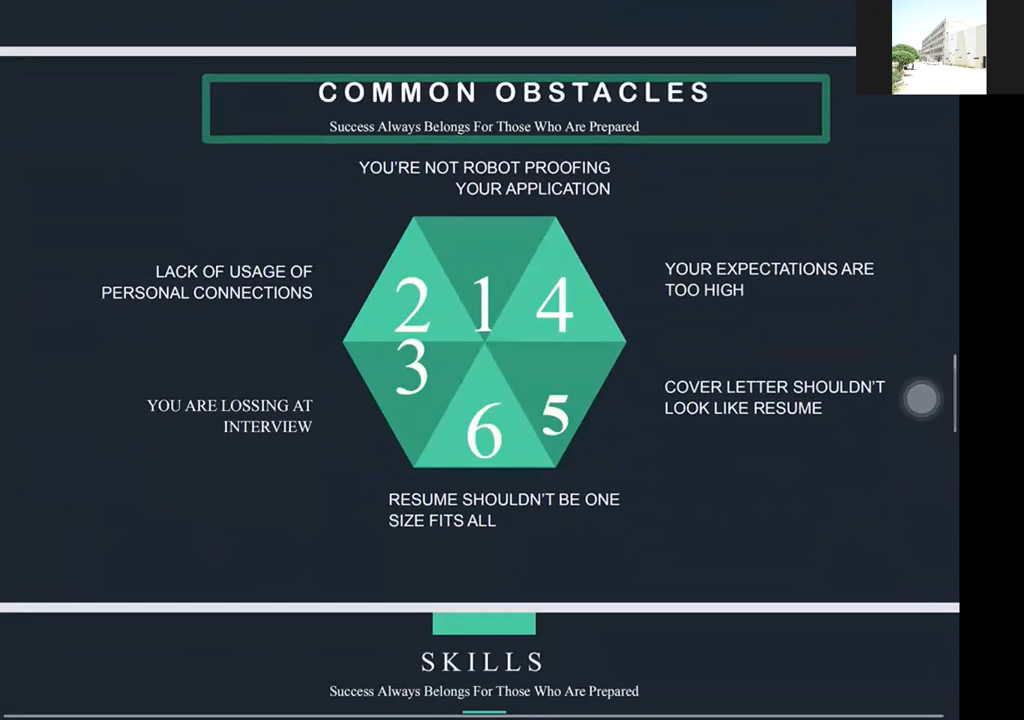 COMMON OBSTACLES
Success Always Belongs For Those Who Are Prepared
YOU'RE NOT ROBOT PROOFING
YOUR APPLICATION
LACK OF USAGE OF
PERSONAL CONNECTIONS
YOUR EXPECTATIONS ARE
TOO HIGH
2 1 4
3
6 5
YOU ARE LOSSING AT
INTERVIEW
COVER LETTER SHOULDN'T
LOOK LIKE RESUME
RESUME SHOULDN'T BE ONE
SIZE FITS ALL
SKILLS
Success Always Belongs For Those Who Are Prepared